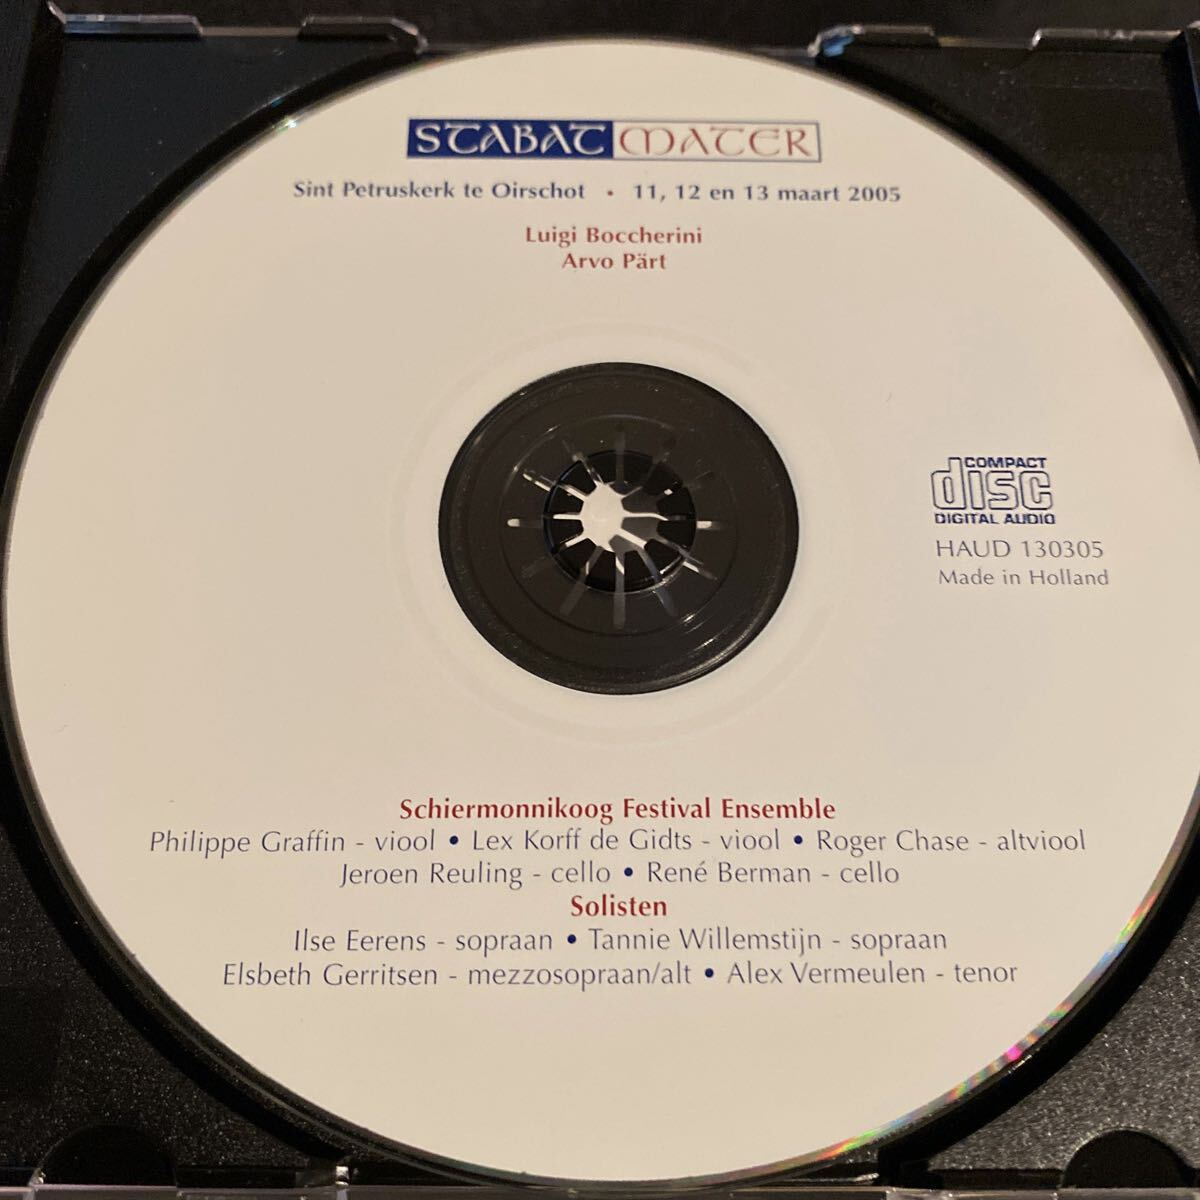 STABAT MATER
Sint Petruskerk te Oirschot • 11, 12 en 13 maart 2005
Luigi Boccherini
Arvo Pärt
COMPACT
disc
DIGITAL AUDIO
HAUD 130305
Made in Holland
Schiermonnikoog Festival Ensemble
Philippe Graffin - viool • Lex Korff de Gidts - viool • Roger Chase - altviool
Jeroen Reuling - cello • René Berman - cello
Solisten
Ilse Eerens - sopraan • Tannie Willemstijn - sopraan
Elsbeth Gerritsen - mezzosopraan/alt • Alex Vermeulen - tenor